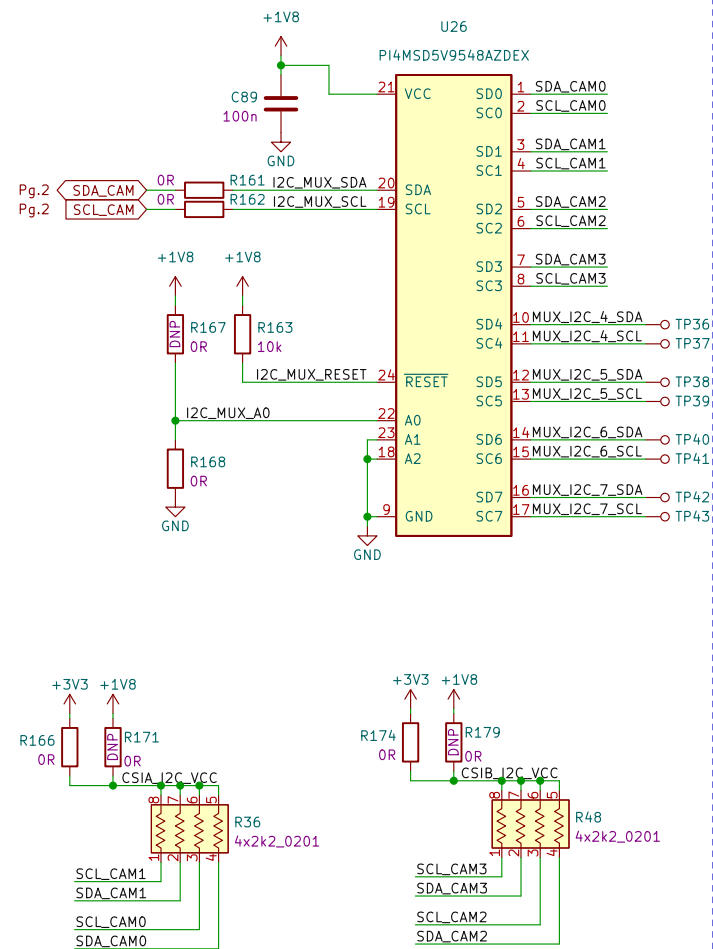 +1V8
U26
PI4MSD5V9548AZDEX
C89
100n
GND
21 VCC
20 SDA
19 SCL
24 RESET
22 A0
23 A1
18 A2
9 GND
SD0 1 SDA_CAM0
SC0 2 SCL_CAM0
SD1 3 SDA_CAM1
SC1 4 SCL_CAM1
SD2 5 SDA_CAM2
SC2 6 SCL_CAM2
SD3 7 SDA_CAM3
SC3 8 SCL_CAM3
SD4 10 MUX_I2C_4_SDA TP36
SC4 11 MUX_I2C_4_SCL TP37
SD5 12 MUX_I2C_5_SDA TP38
SC5 13 MUX_I2C_5_SCL TP39
SD6 14 MUX_I2C_6_SDA TP40
SC6 15 MUX_I2C_6_SCL TP41
SD7 16 MUX_I2C_7_SDA TP42
SC7 17 MUX_I2C_7_SCL TP43
Pg.2 SDA_CAM 0R R161 I2C_MUX_SDA
Pg.2 SCL_CAM 0R R162 I2C_MUX_SCL
+1V8 +1V8
DNP R167 0R
R163 10k
I2C_MUX_RESET
I2C_MUX_A0
R168
0R
GND
GND
+3V3 +1V8
R166 0R
DNP R171 0R
CSIA_I2C_VCC
8 7 6 5
R36
4x2k2_0201
1 2 3 4
SCL_CAM1
SDA_CAM1
SCL_CAM0
SDA_CAM0
+3V3 +1V8
R174 0R
DNP R179 0R
CSIB_I2C_VCC
8 7 6 5
R48
4x2k2_0201
1 2 3 4
SCL_CAM3
SDA_CAM3
SCL_CAM2
SDA_CAM2